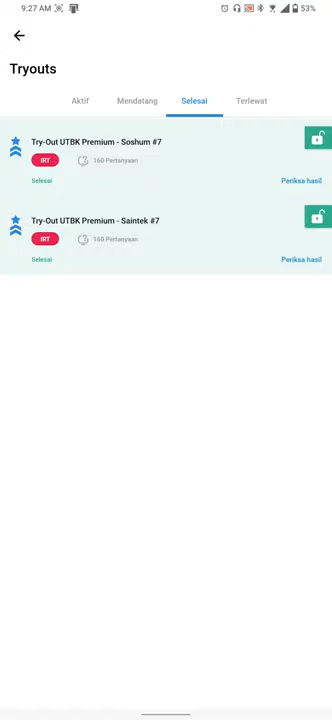 9:27 AM
53%
Tryouts
Aktif Mendatang Selesai Terlewat
Try-Out UTBK Premium - Soshum #7
IRT 160 Pertanyaan
Selesai Periksa hasil
Try-Out UTBK Premium - Saintek #7
IRT 160 Pertanyaan
Selesai Periksa hasil